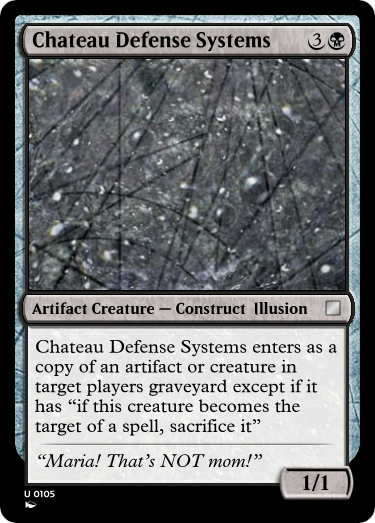 Chateau Defense Systems 3
Artifact Creature — Construct Illusion
Chateau Defense Systems enters as a
copy of an artifact or creature in
target players graveyard except if it
has “if this creature becomes the
target of a spell, sacrifice it”
“Maria! That's NOT mom!”
1/1
U 0105